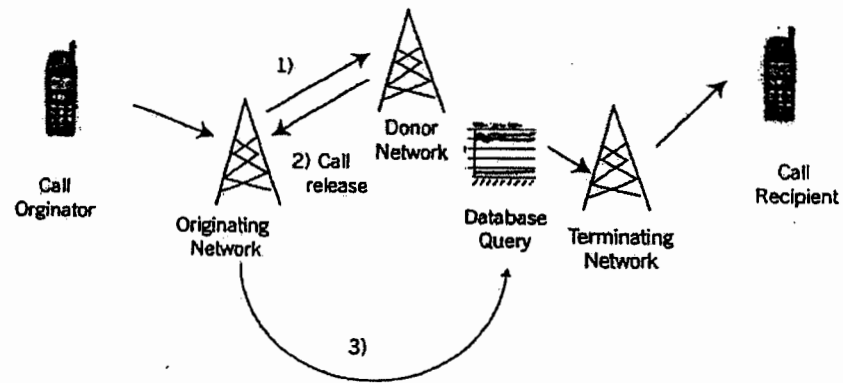 1)
Donor
Network
2) Call
release
Call
Orginator
Originating
Network
Database
Query
Terminating
Network
Call
Recipient
3)